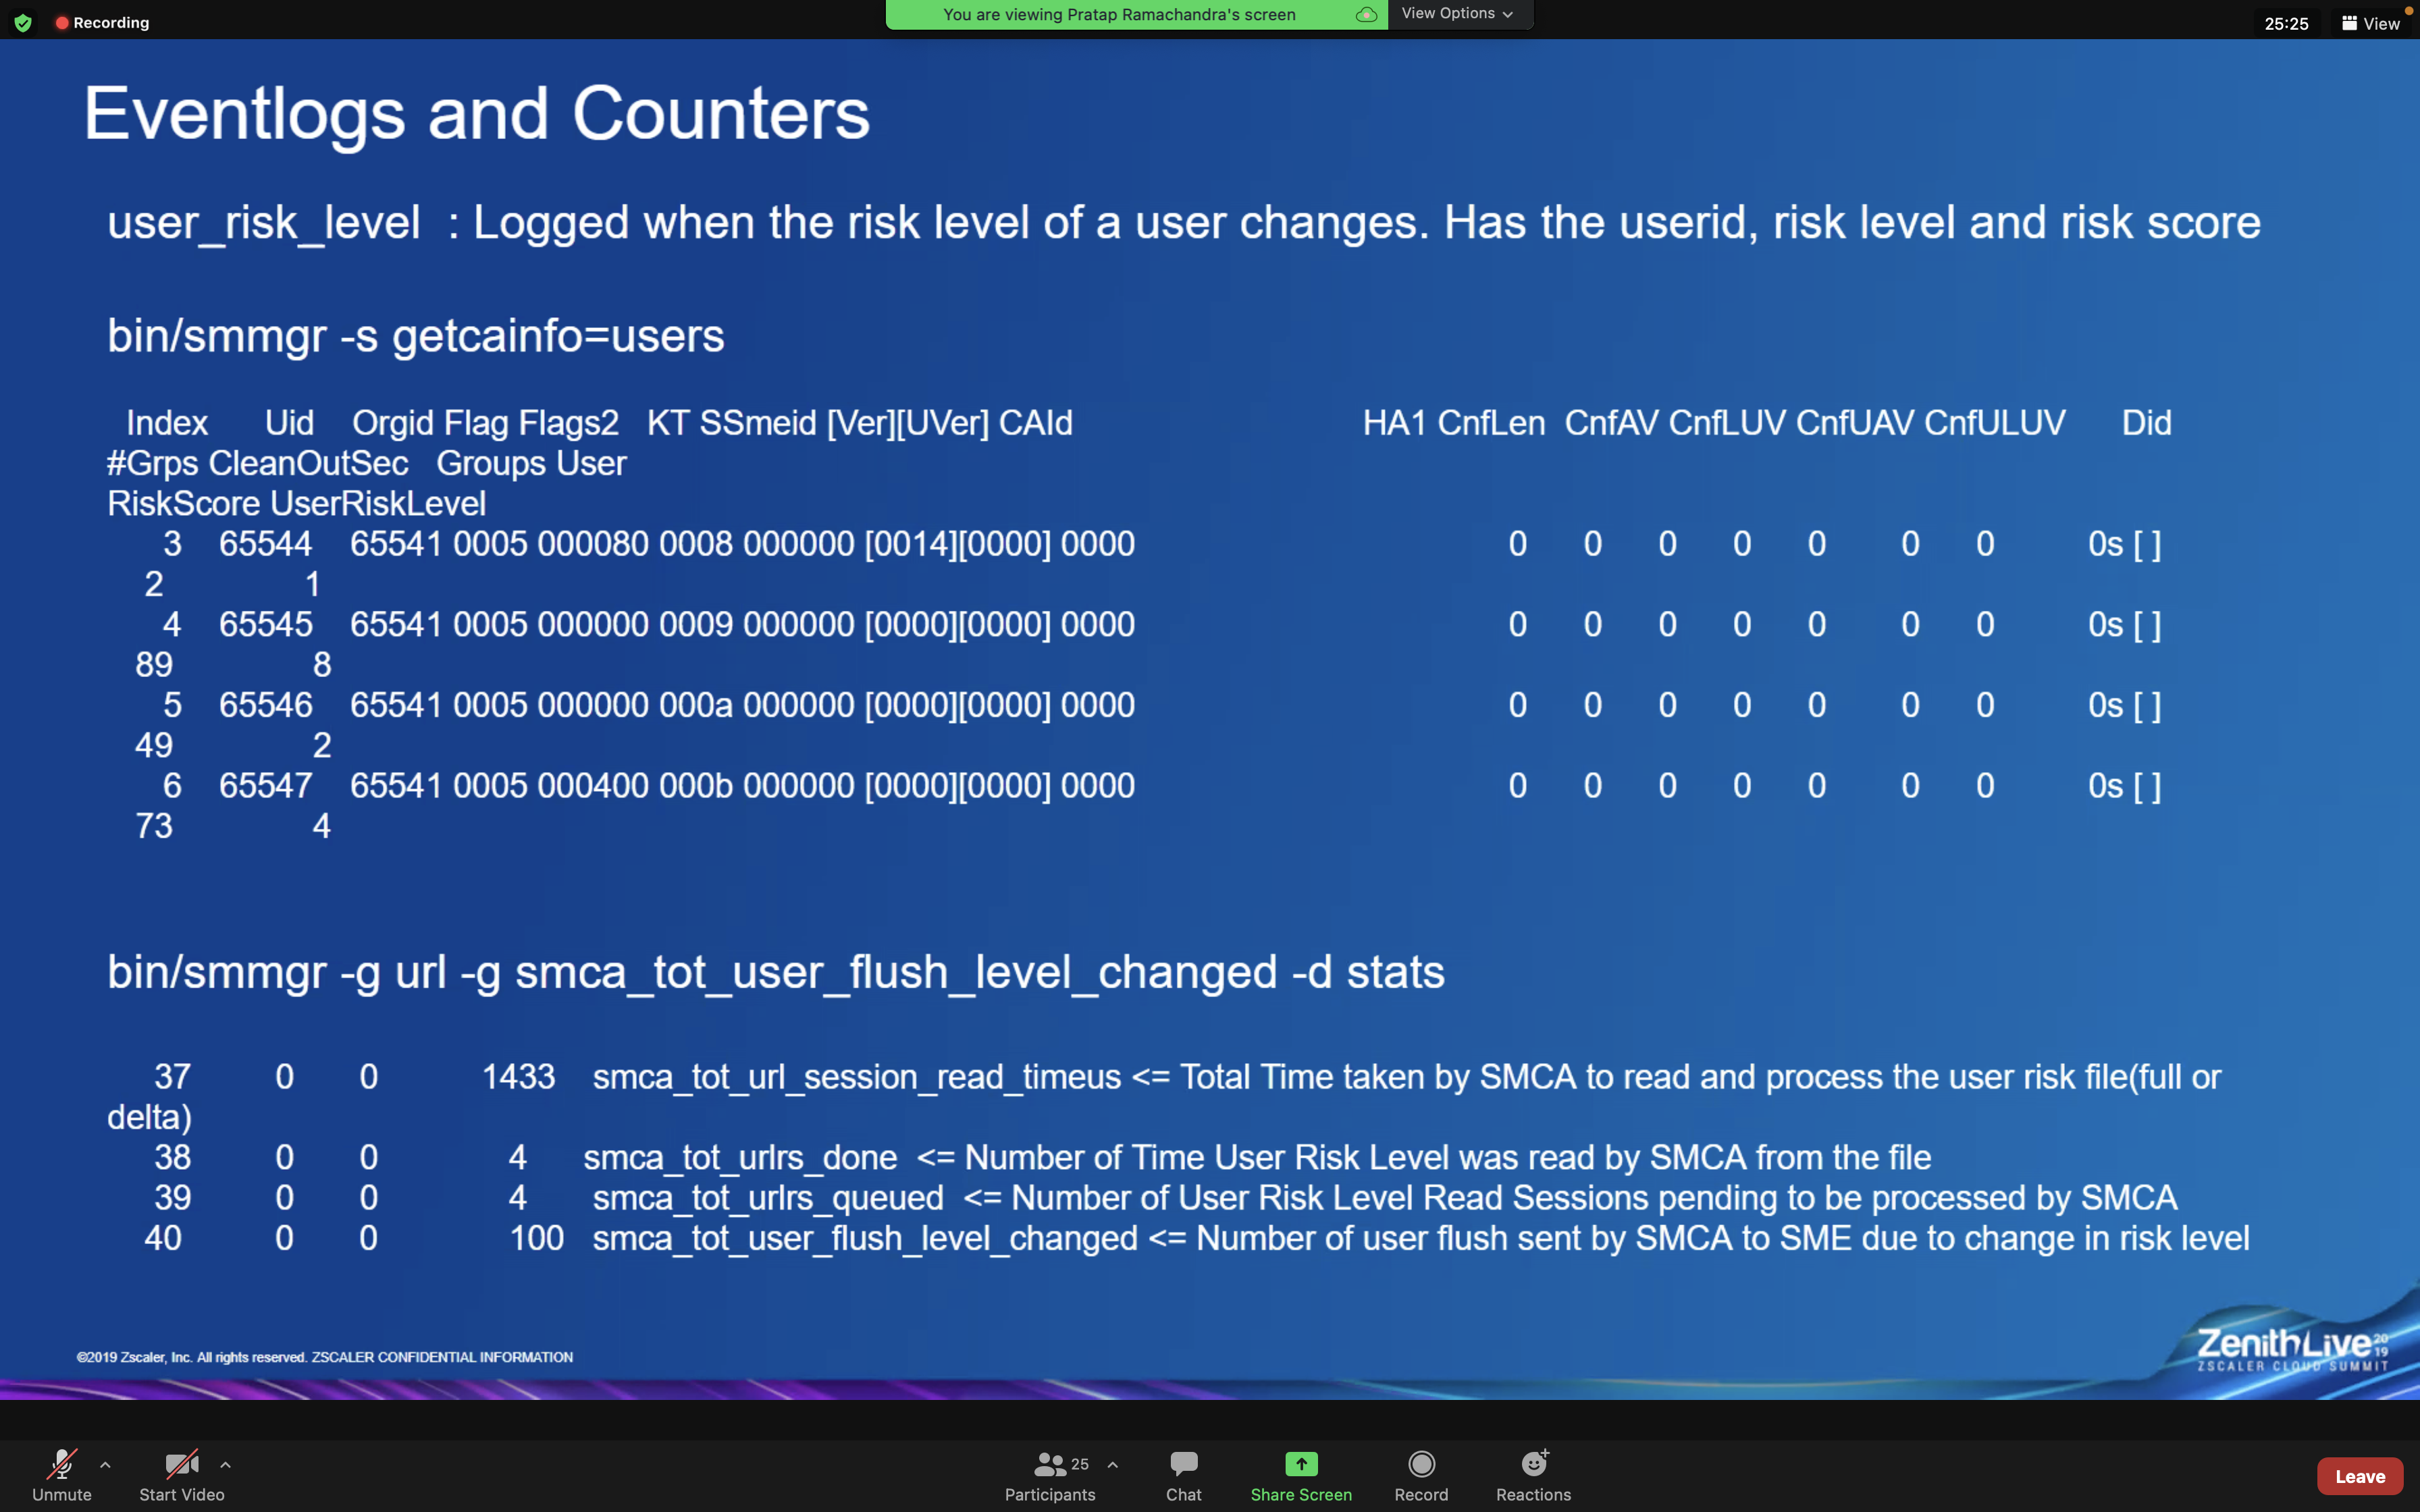 Recording
You are viewing Pratap Ramachandra's screen
View Options
25:25
View
Eventlogs and Counters
user_risk_level : Logged when the risk level of a user changes. Has the userid, risk level and risk score
bin/smmgr -s getcainfo=users
Index Uid Orgid Flag Flags2 KT SSmeid [Ver][UVer] CAId HA1 CnfLen CnfAV CnfLUV CnfUAV CnfULUV Did
#Grps CleanOutSec Groups User
RiskScore UserRiskLevel
3 65544 65541 0005 000080 0008 000000 [0014][0000] 0000 0 0 0 0 0 0 0 0s [ ]
2 1
4 65545 65541 0005 000000 0009 000000 [0000][0000] 0000 0 0 0 0 0 0 0 0s [ ]
89 8
5 65546 65541 0005 000000 000a 000000 [0000][0000] 0000 0 0 0 0 0 0 0 0s [ ]
49 2
6 65547 65541 0005 000400 000b 000000 [0000][0000] 0000 0 0 0 0 0 0 0 0s [ ]
73 4
bin/smmgr -g url -g smca_tot_user_flush_level_changed -d stats
37 0 0 1433 smca_tot_url_session_read_timeus <= Total Time taken by SMCA to read and process the user risk file(full or
delta)
38 0 0 4 smca_tot_urlrs_done <= Number of Time User Risk Level was read by SMCA from the file
39 0 0 4 smca_tot_urlrs_queued <= Number of User Risk Level Read Sessions pending to be processed by SMCA
40 0 0 100 smca_tot_user_flush_level_changed <= Number of user flush sent by SMCA to SME due to change in risk level
©2019 Zscaler, Inc. All rights reserved. ZSCALER CONFIDENTIAL INFORMATION
ZenithLive 2019
ZSCALER CLOUD SUMMIT
Unmute
Start Video
25
Participants
Chat
Share Screen
Record
Reactions
Leave